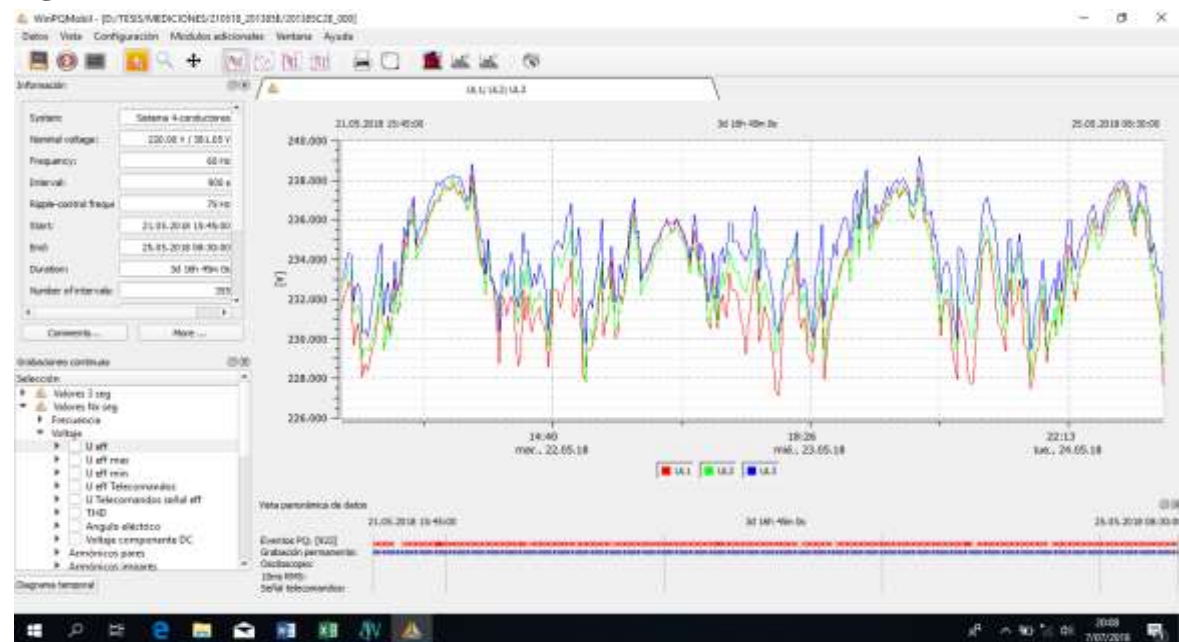 WinPQMobil - [D:/TESIS/MEDICIONES/210518_201385B/201385C28_000]
Datos Vista Configuración Módulos adicionales Ventana Ayuda
Información
UL1; UL2; UL3
System: Sistema 4-conductores
Nominal voltage: 220.00 V / 381.05 V
Frequency: 60 Hz
Interval: 900 s
Ripple-control freque 75 Hz
Start: 21.05.2018 15:45:00
End: 25.05.2018 08:30:00
Duration: 3d 16h 45m 0s
Number of intervals: 355
Comments... More ...
21.05.2018 15:45:00 3d 16h 45m 0s 25.05.2018 08:30:00
240.000
238.000
236.000
234.000
232.000
230.000
228.000
226.000
[V]
14:40 18:26 22:13
mar.. 22.05.18 mié.. 23.05.18 jue.. 24.05.18
UL1 UL2 UL3
Grabaciones continuas
Selección
Valores 3 seg
Valores Nx seg
Frecuencia
Voltaje
U eff
U eff max
U eff min
U eff Telecomandos
U Telecomandos señal eff
THD
Angulo eléctrico
Voltaje componente DC
Armónicos pares
Armónicos impares
Diagrama temporal
Vista panorámica de datos
21.05.2018 15:45:00 3d 16h 45m 0s 25.05.2018 08:30:00
Eventos PQ:
Grabación permanente:
Osciloscopio:
10ms RMS:
Señal telecomandos:
20:08
7/07/2018